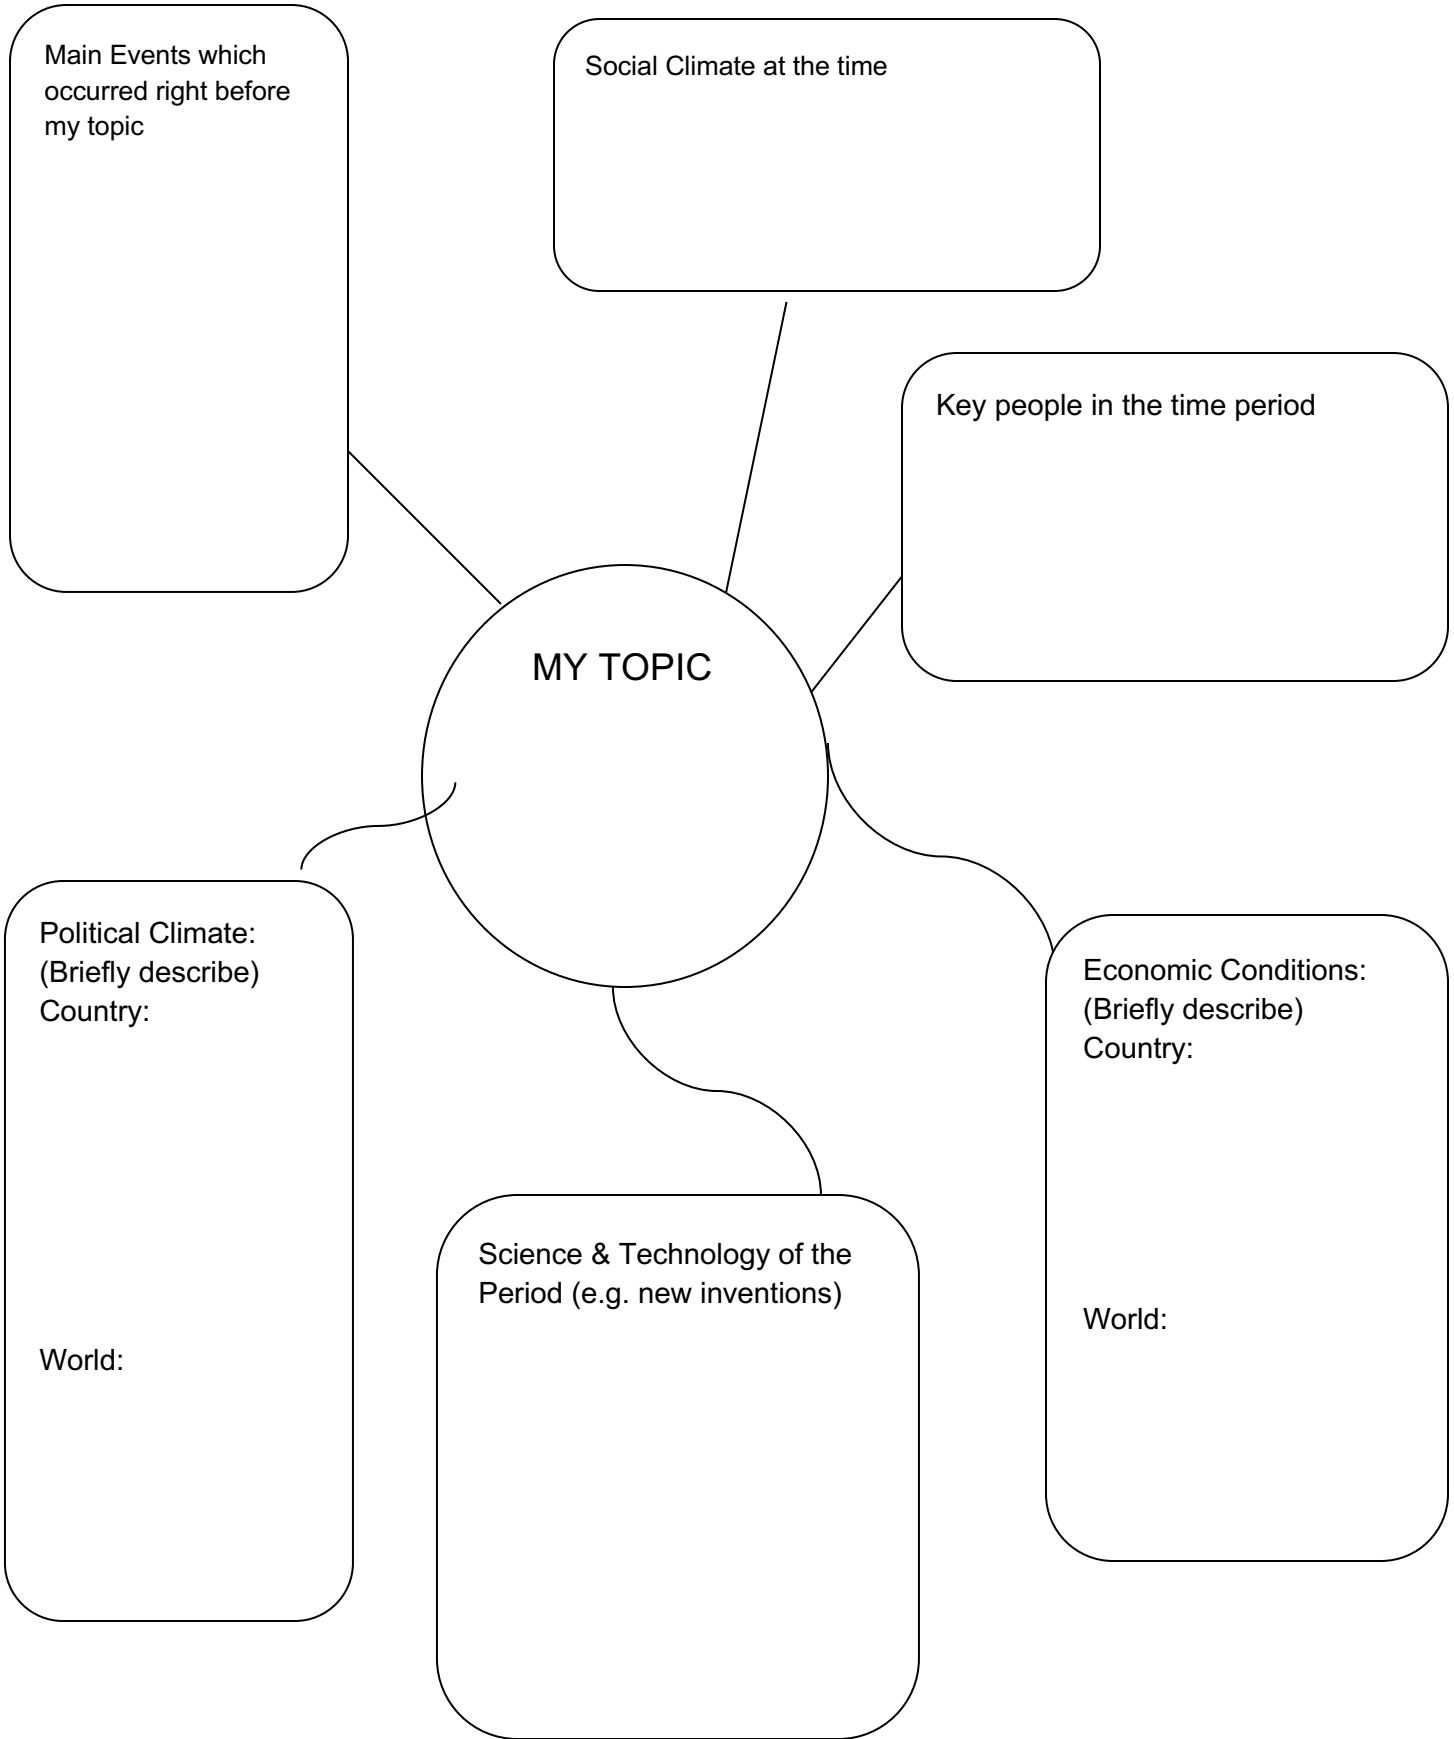 Main Events which
occurred right before
my topic
Social Climate at the time
Key people in the time period
MY TOPIC
Political Climate:
(Briefly describe)
Country:
World:
Science & Technology of the
Period (e.g. new inventions)
Economic Conditions:
(Briefly describe)
Country:
World: